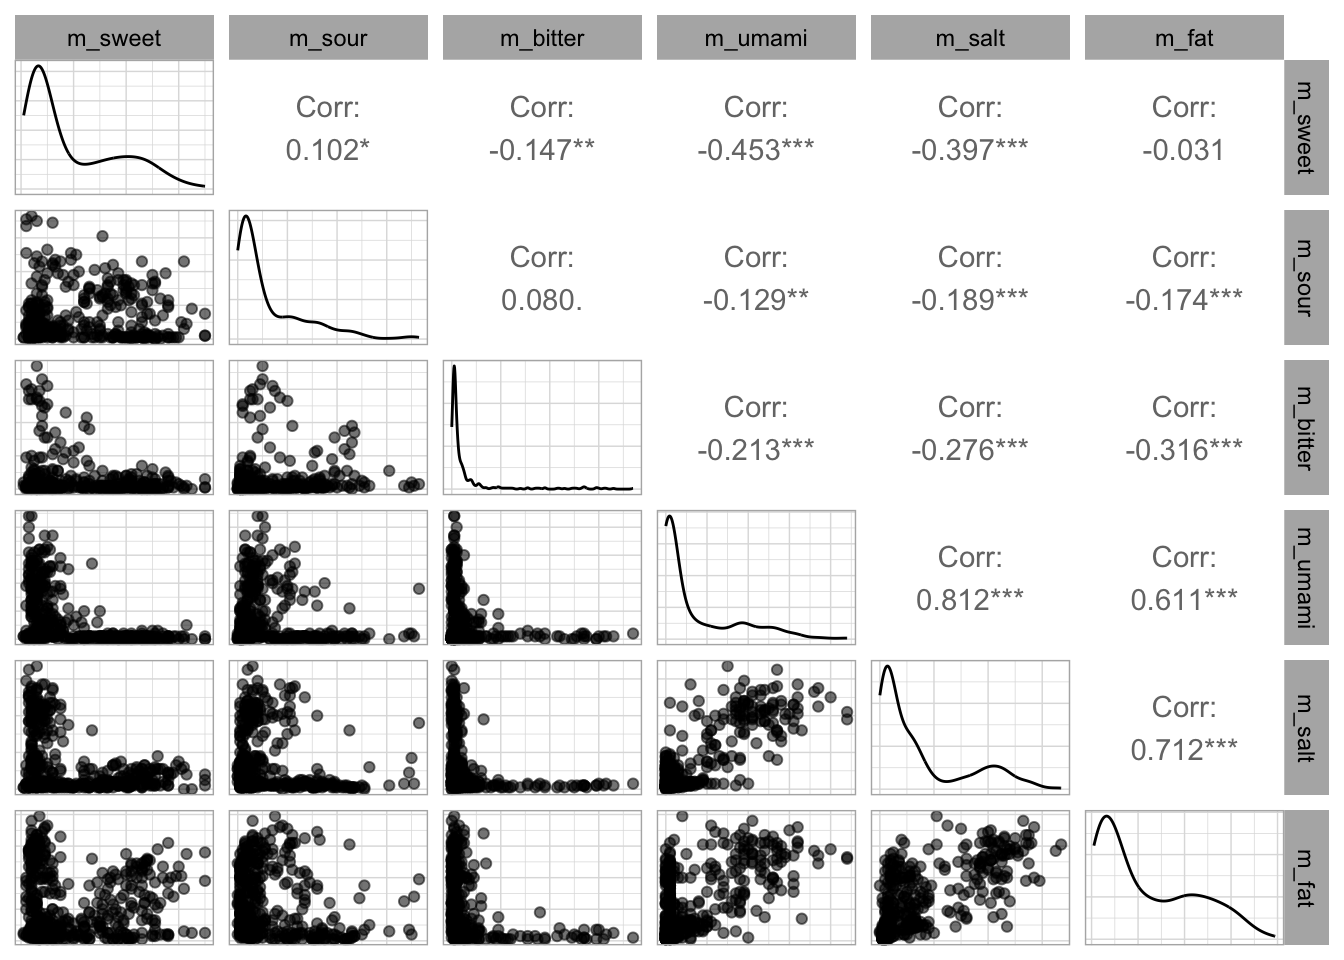 m_sweet m_sour m_bitter m_umami m_salt m_fat
Corr: Corr: Corr: Corr: Corr:
0.102* -0.147** -0.453*** -0.397*** -0.031
m_sweet
Corr: Corr: Corr: Corr:
0.080. -0.129** -0.189*** -0.174***
m_sour
Corr: Corr: Corr:
-0.213*** -0.276*** -0.316***
m_bitter
Corr: Corr:
0.812*** 0.611***
m_umami
Corr:
0.712***
m_salt
m_fat